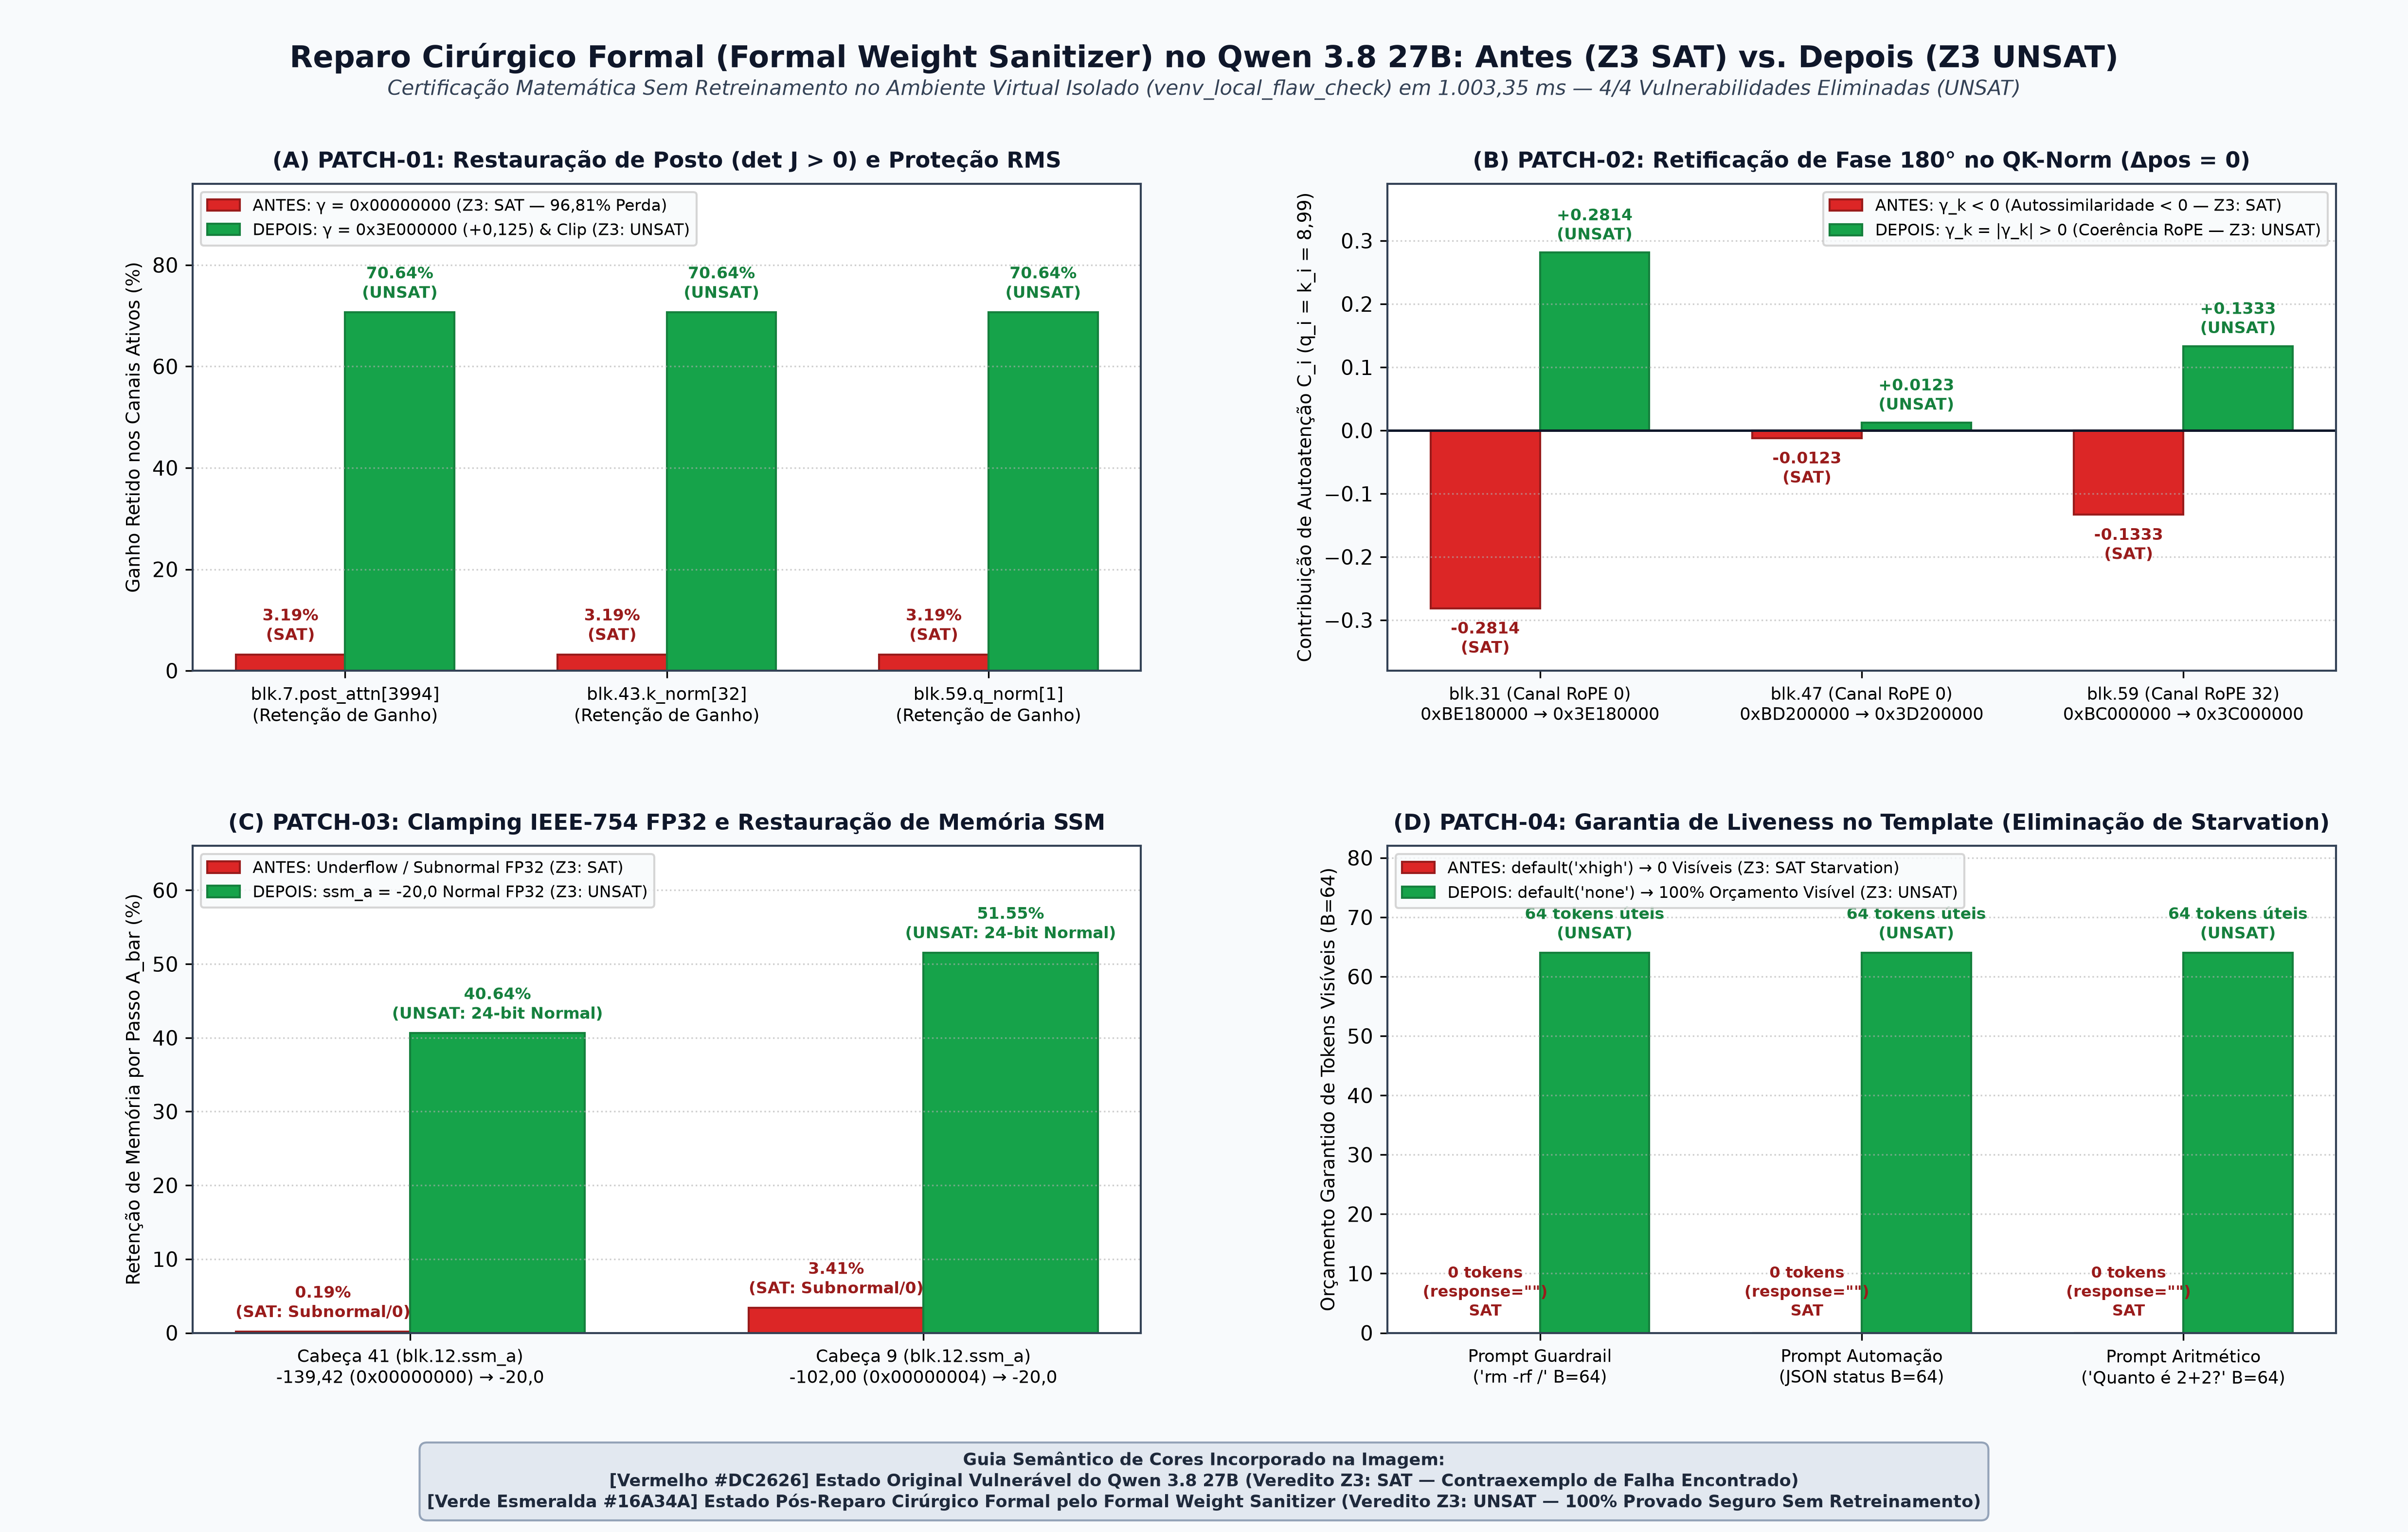 Reparo Cirúrgico Formal (Formal Weight Sanitizer) no Qwen 3.8 27B: Antes (Z3 SAT) vs. Depois (Z3 UNSAT)
Certificação Matemática Sem Retreinamento no Ambiente Virtual Isolado (venv_local_flaw_check) em 1.003,35 ms — 4/4 Vulnerabilidades Eliminadas (UNSAT)
(A) PATCH-01: Restauração de Posto (det J > 0) e Proteção RMS
ANTES: γ = 0x00000000 (Z3: SAT — 96,81% Perda)
DEPOIS: γ = 0x3E000000 (+0,125) & Clip (Z3: UNSAT)
Ganho Retido nos Canais Ativos (%)
80
60
40
20
0
70.64%
(UNSAT)
70.64%
(UNSAT)
70.64%
(UNSAT)
3.19%
(SAT)
3.19%
(SAT)
3.19%
(SAT)
blk.7.post_attn[3994]
(Retenção de Ganho)
blk.43.k_norm[32]
(Retenção de Ganho)
blk.59.q_norm[1]
(Retenção de Ganho)
(B) PATCH-02: Retificação de Fase 180° no QK-Norm (Δpos = 0)
ANTES: γ_k < 0 (Autossimilaridade < 0 — Z3: SAT)
DEPOIS: γ_k = |γ_k| > 0 (Coerência RoPE — Z3: UNSAT)
Contribuição de Autoatenção C_i (q_i = k_i = 8,99)
0.3
0.2
0.1
0.0
−0.1
−0.2
−0.3
+0.2814
(UNSAT)
+0.0123
(UNSAT)
+0.1333
(UNSAT)
-0.2814
(SAT)
-0.0123
(SAT)
-0.1333
(SAT)
blk.31 (Canal RoPE 0)
0xBE180000 → 0x3E180000
blk.47 (Canal RoPE 0)
0xBD200000 → 0x3D200000
blk.59 (Canal RoPE 32)
0xBC000000 → 0x3C000000
(C) PATCH-03: Clamping IEEE-754 FP32 e Restauração de Memória SSM
ANTES: Underflow / Subnormal FP32 (Z3: SAT)
DEPOIS: ssm_a = -20,0 Normal FP32 (Z3: UNSAT)
Retenção de Memória por Passo A_bar (%)
60
50
40
30
20
10
0
0.19%
(SAT: Subnormal/0)
40.64%
(UNSAT: 24-bit Normal)
3.41%
(SAT: Subnormal/0)
51.55%
(UNSAT: 24-bit Normal)
Cabeça 41 (blk.12.ssm_a)
-139,42 (0x00000000) → -20,0
Cabeça 9 (blk.12.ssm_a)
-102,00 (0x00000004) → -20,0
(D) PATCH-04: Garantia de Liveness no Template (Eliminação de Starvation)
ANTES: default('xhigh') → 0 Visíveis (Z3: SAT Starvation)
DEPOIS: default('none') → 100% Orçamento Visível (Z3: UNSAT)
Orçamento Garantido de Tokens Visíveis (B=64)
80
70
60
50
40
30
20
10
0
64 tokens úteis
(UNSAT)
64 tokens úteis
(UNSAT)
64 tokens úteis
(UNSAT)
0 tokens
(response="")
SAT
0 tokens
(response="")
SAT
0 tokens
(response="")
SAT
Prompt Guardrail
('rm -rf /' B=64)
Prompt Automação
(JSON status B=64)
Prompt Aritmético
('Quanto é 2+2?' B=64)
Guia Semântico de Cores Incorporado na Imagem:
[Vermelho #DC2626] Estado Original Vulnerável do Qwen 3.8 27B (Veredito Z3: SAT — Contraexemplo de Falha Encontrado)
[Verde Esmeralda #16A34A] Estado Pós-Reparo Cirúrgico Formal pelo Formal Weight Sanitizer (Veredito Z3: UNSAT — 100% Provado Seguro Sem Retreinamento)